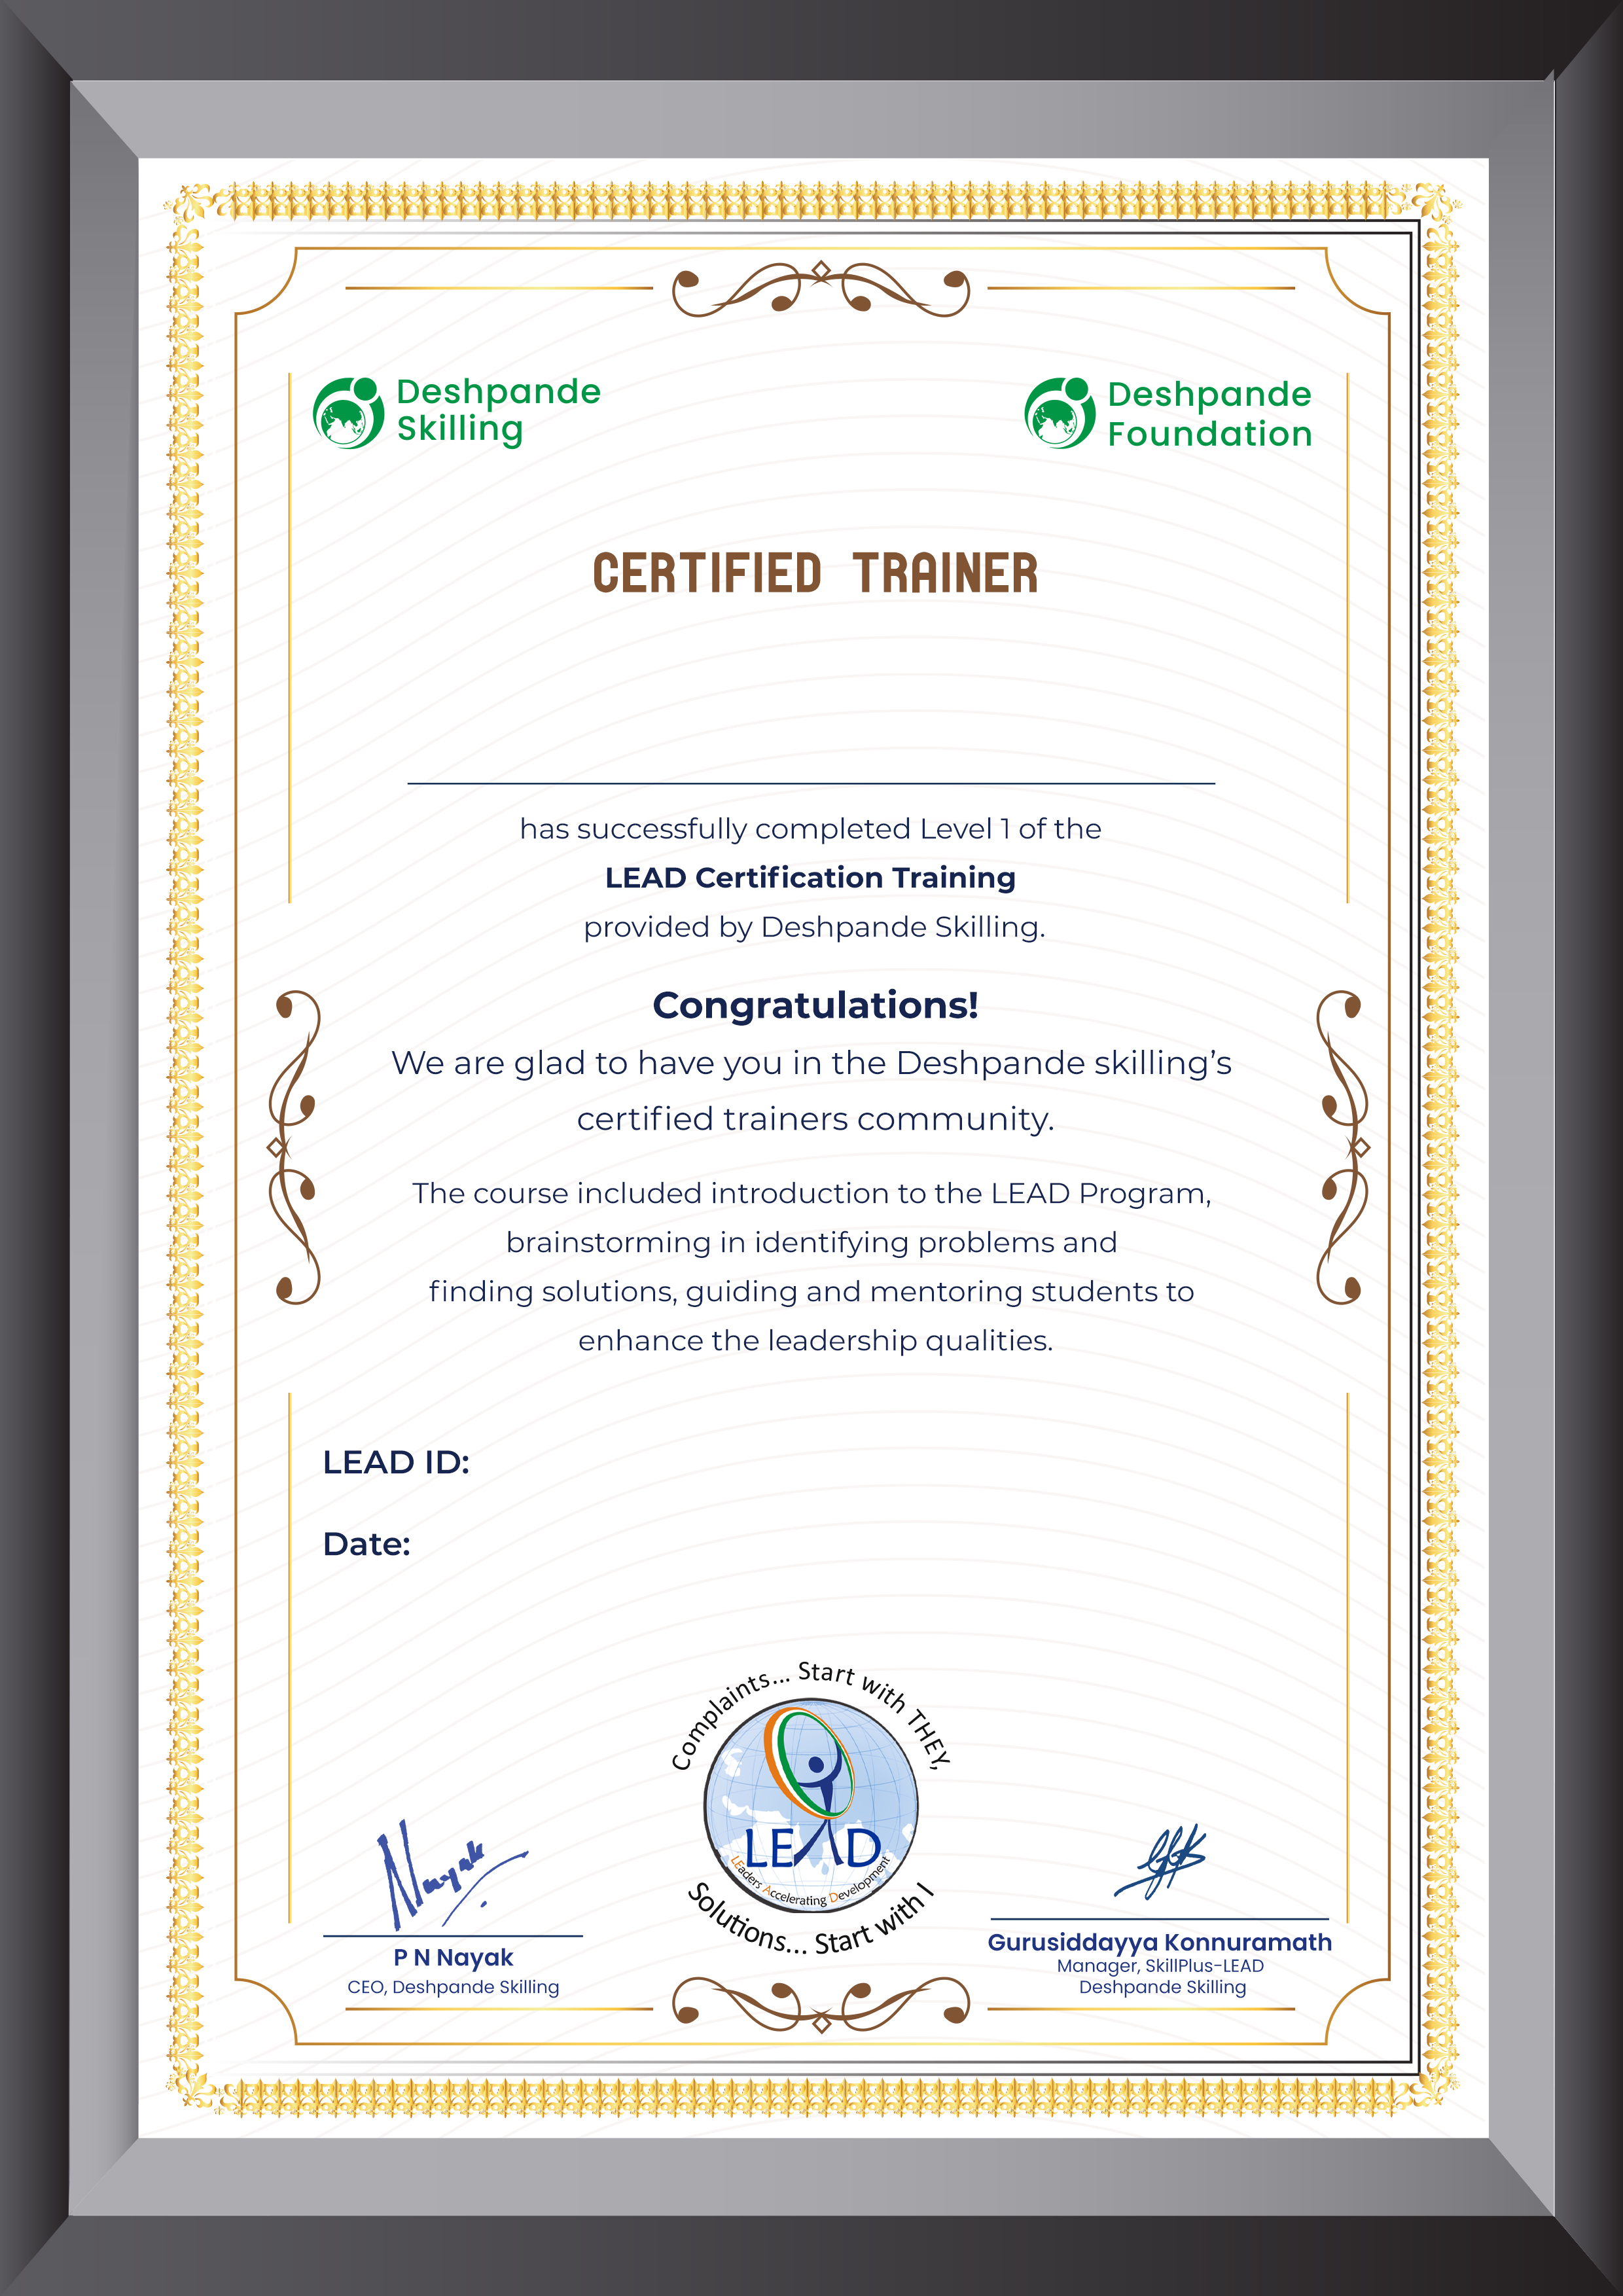 Deshpande
Skilling
Deshpande
Foundation
CERTIFIED TRAINER
has successfully completed Level 1 of the
LEAD Certification Training
provided by Deshpande Skilling.
Congratulations!
We are glad to have you in the Deshpande skilling's
certified trainers community.
The course included introduction to the LEAD Program,
brainstorming in identifying problems and
finding solutions, guiding and mentoring students to
enhance the leadership qualities.
LEAD ID:
Date:
Complaints... Start with THEY,
LEAD
LEaders Accelerating Development
Solutions... Start with I
Nayak
P N Nayak
CEO, Deshpande Skilling
Gurusiddayya Konnuramath
Manager, SkillPlus-LEAD
Deshpande Skilling